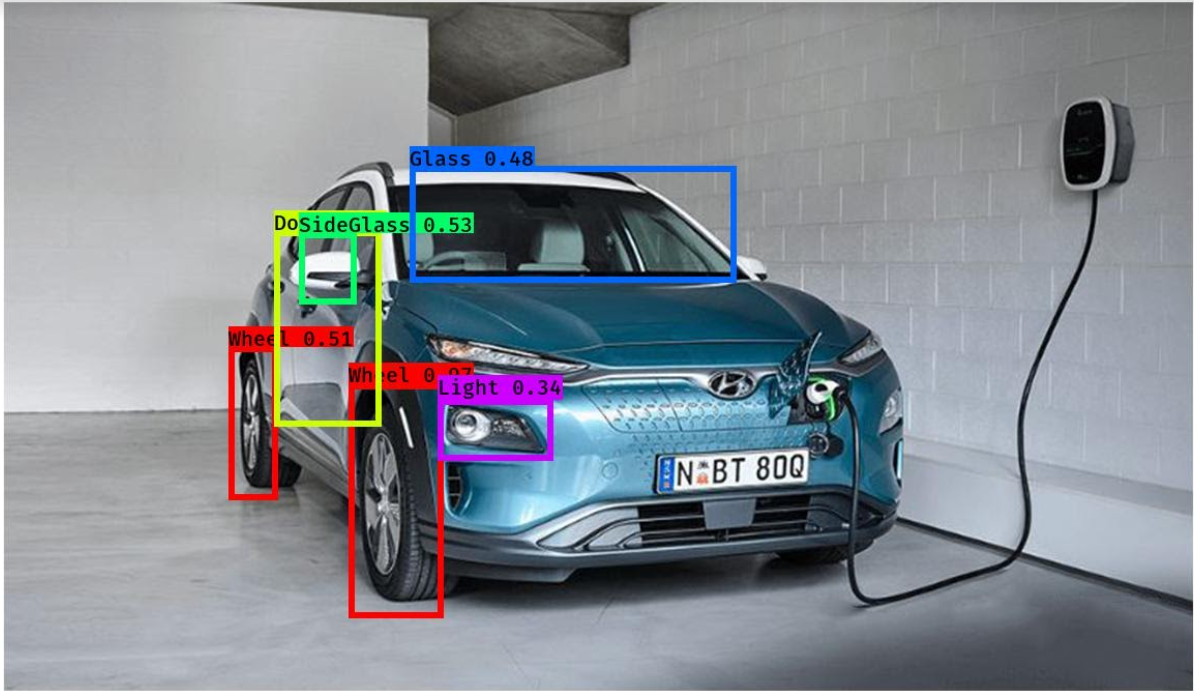 Glass 0.48
Do
SideGlass 0.53
Wheel 0.51
Wheel 0.97
Light 0.34
N BT 80Q